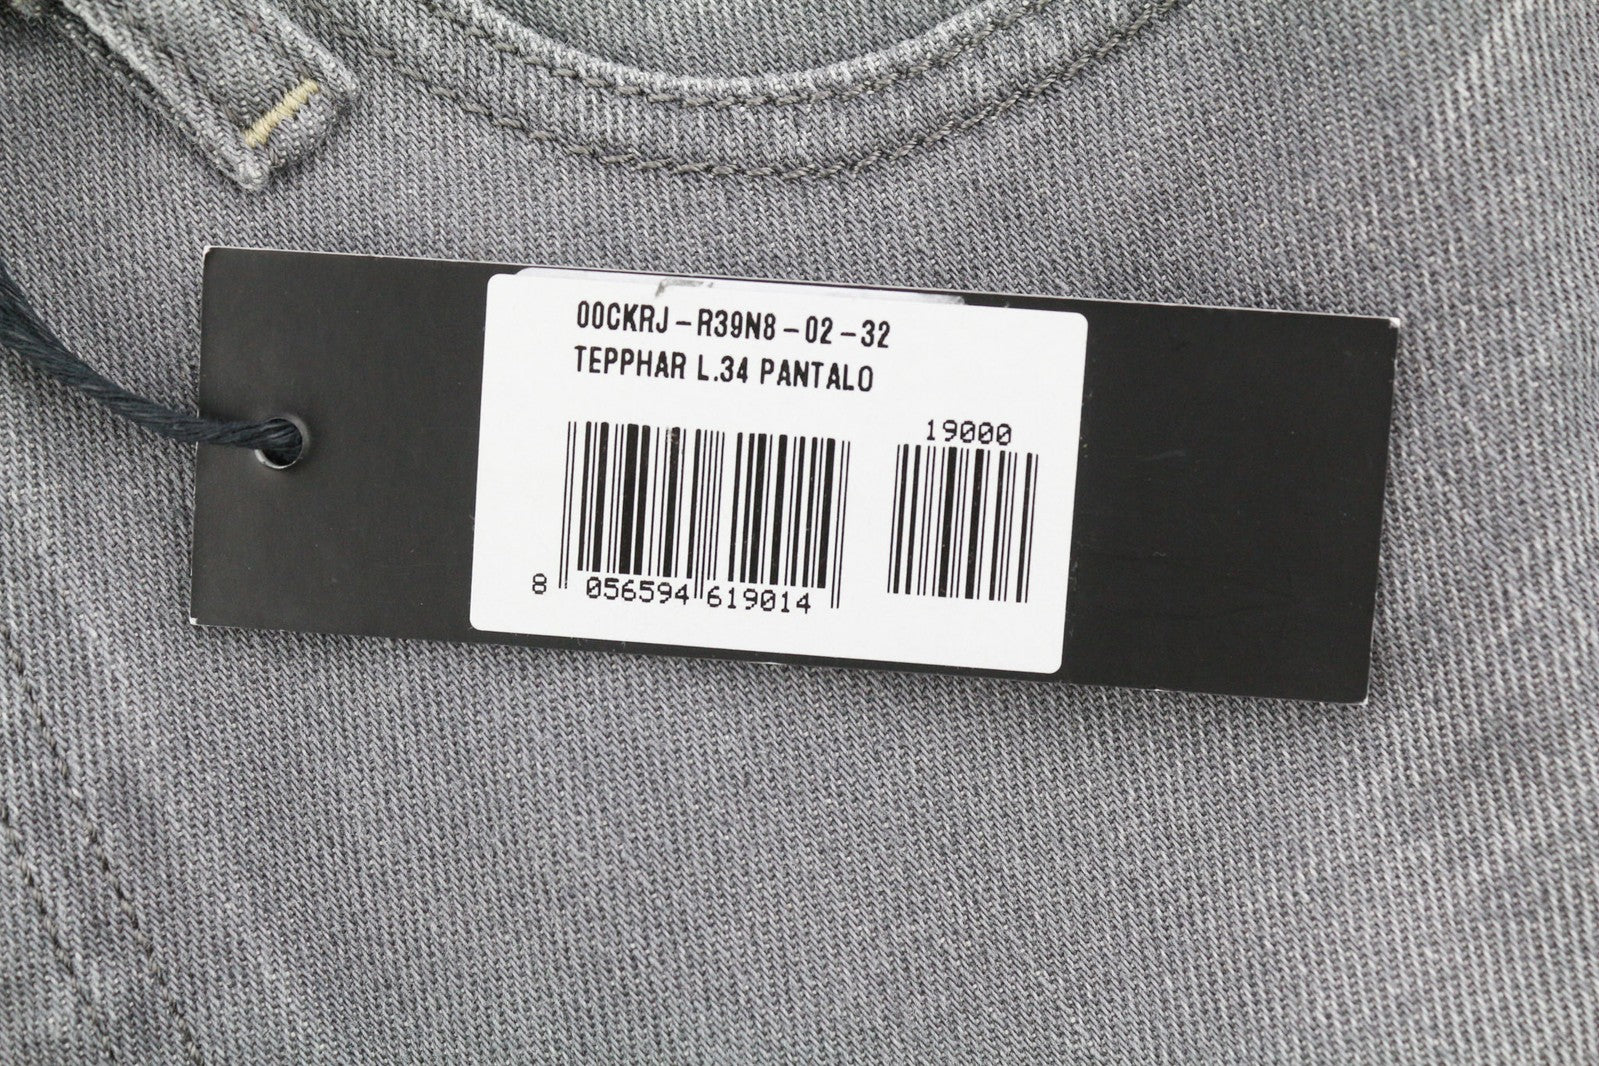 00CKRJ-R39N8-02-32
TEPPHAR L.34 PANTALO
19000
8 056594 619014